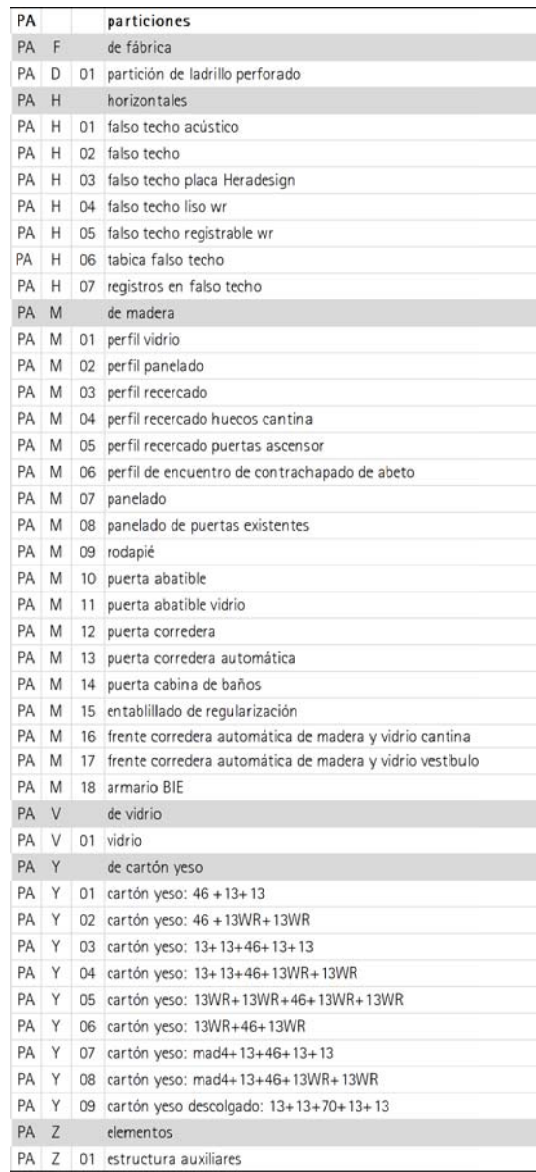 PA particiones
PA F de fábrica
PA D 01 partición de ladrillo perforado
PA H horizontales
PA H 01 falso techo acústico
PA H 02 falso techo
PA H 03 falso techo placa Heradesign
PA H 04 falso techo liso wr
PA H 05 falso techo registrable wr
PA H 06 tabica falso techo
PA H 07 registros en falso techo
PA M de madera
PA M 01 perfil vidrio
PA M 02 perfil panelado
PA M 03 perfil recercado
PA M 04 perfil recercado huecos cantina
PA M 05 perfil recercado puertas ascensor
PA M 06 perfil de encuentro de contrachapado de abeto
PA M 07 panelado
PA M 08 panelado de puertas existentes
PA M 09 rodapié
PA M 10 puerta abatible
PA M 11 puerta abatible vidrio
PA M 12 puerta corredera
PA M 13 puerta corredera automática
PA M 14 puerta cabina de baños
PA M 15 entablillado de regularización
PA M 16 frente corredera automática de madera y vidrio cantina
PA M 17 frente corredera automática de madera y vidrio vestbulo
PA M 18 armario BIE
PA V de vidrio
PA V 01 vidrio
PA Y de cartón yeso
PA Y 01 cartón yeso: 46 +13+13
PA Y 02 cartón yeso: 46 +13WR+13WR
PA Y 03 cartón yeso: 13+13+46+13+13
PA Y 04 cartón yeso: 13+13+46+13WR+13WR
PA Y 05 cartón yeso: 13WR+13WR+46+13WR+13WR
PA Y 06 cartón yeso: 13WR+46+13WR
PA Y 07 cartón yeso: mad4+13+46+13+13
PA Y 08 cartón yeso: mad4+13+46+13WR+13WR
PA Y 09 cartón yeso descolgado: 13+13+70+13+13
PA Z elementos
PA Z 01 estructura auxiliares